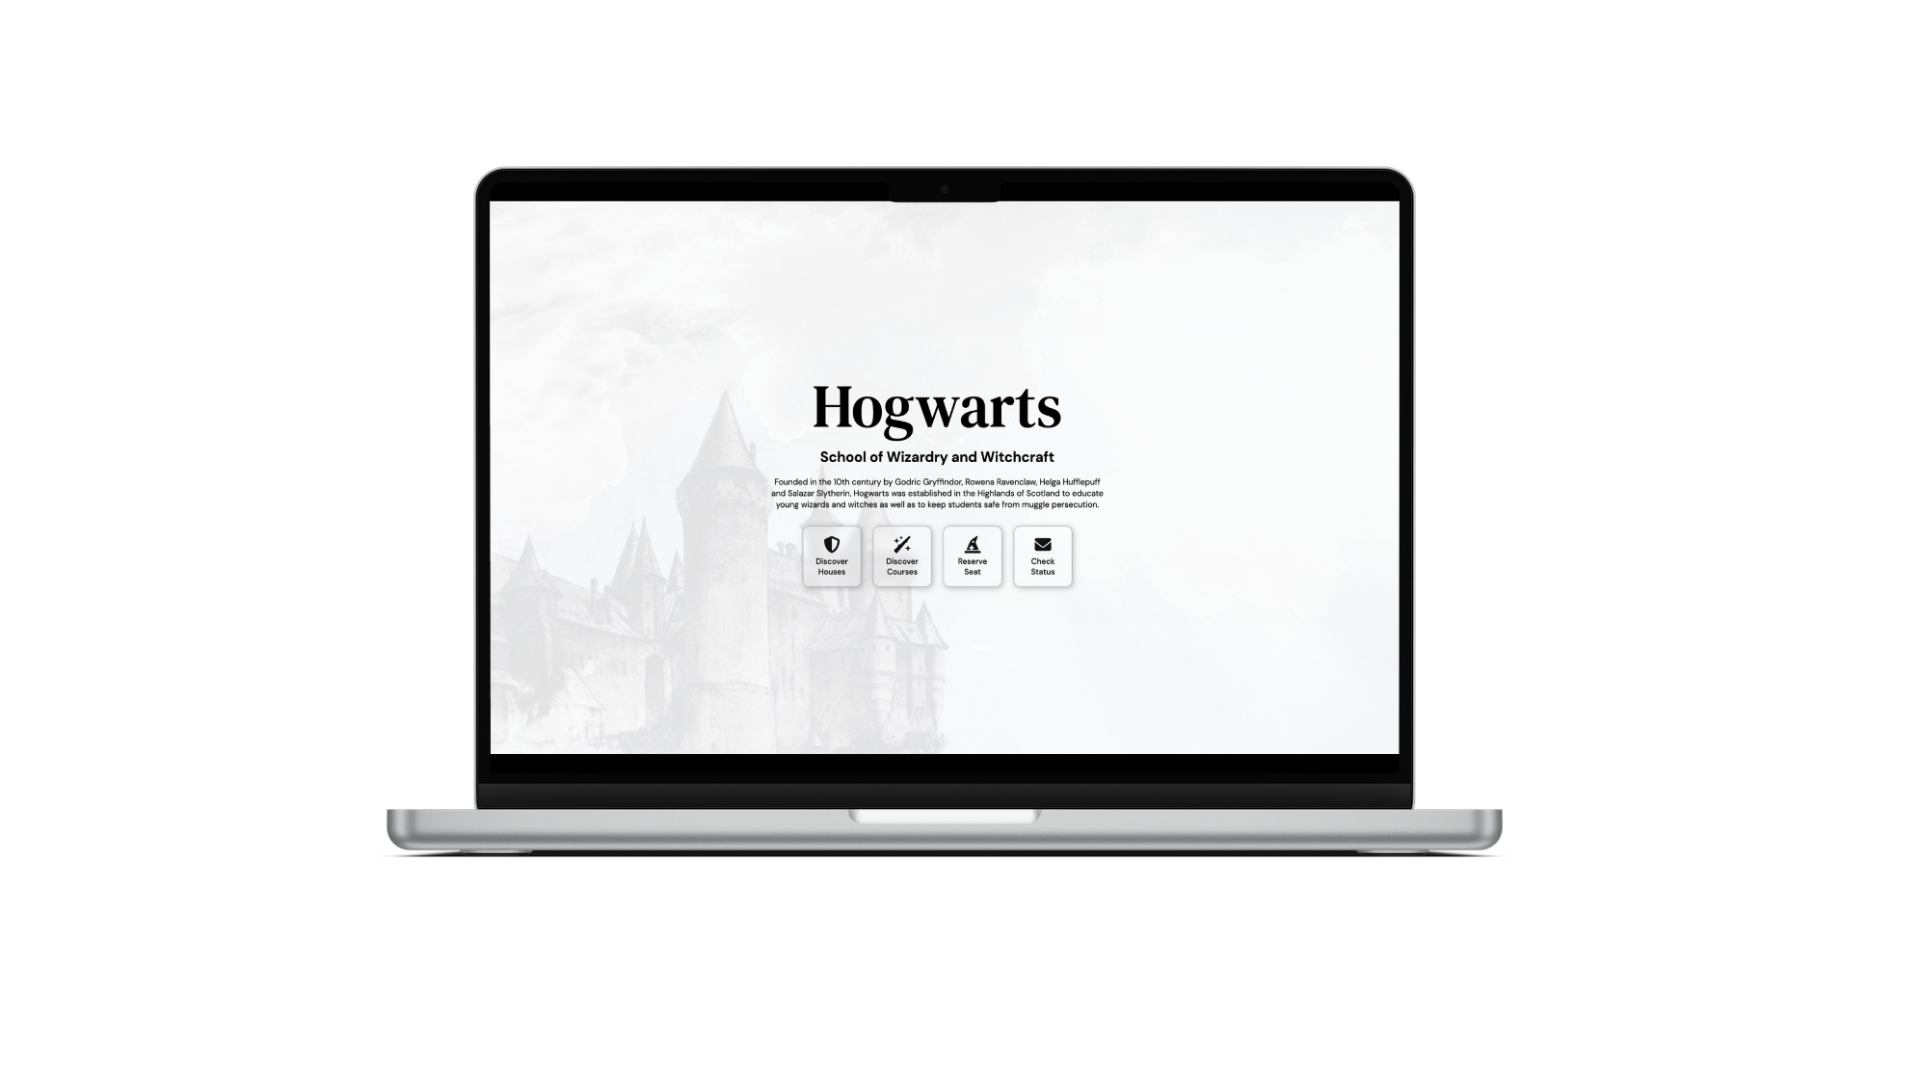 Hogwarts
School of Wizardry and Witchcraft
Founded in the 10th century by Godric Gryffindor, Rowena Ravenclaw, Helga Hufflepuff
and Salazar Slytherin, Hogwarts was established in the Highlands of Scotland to educate
young wizards and witches as well as to keep students safe from muggle persecution.
Discover
Houses
Discover
Courses
Reserve
Seat
Check
Status